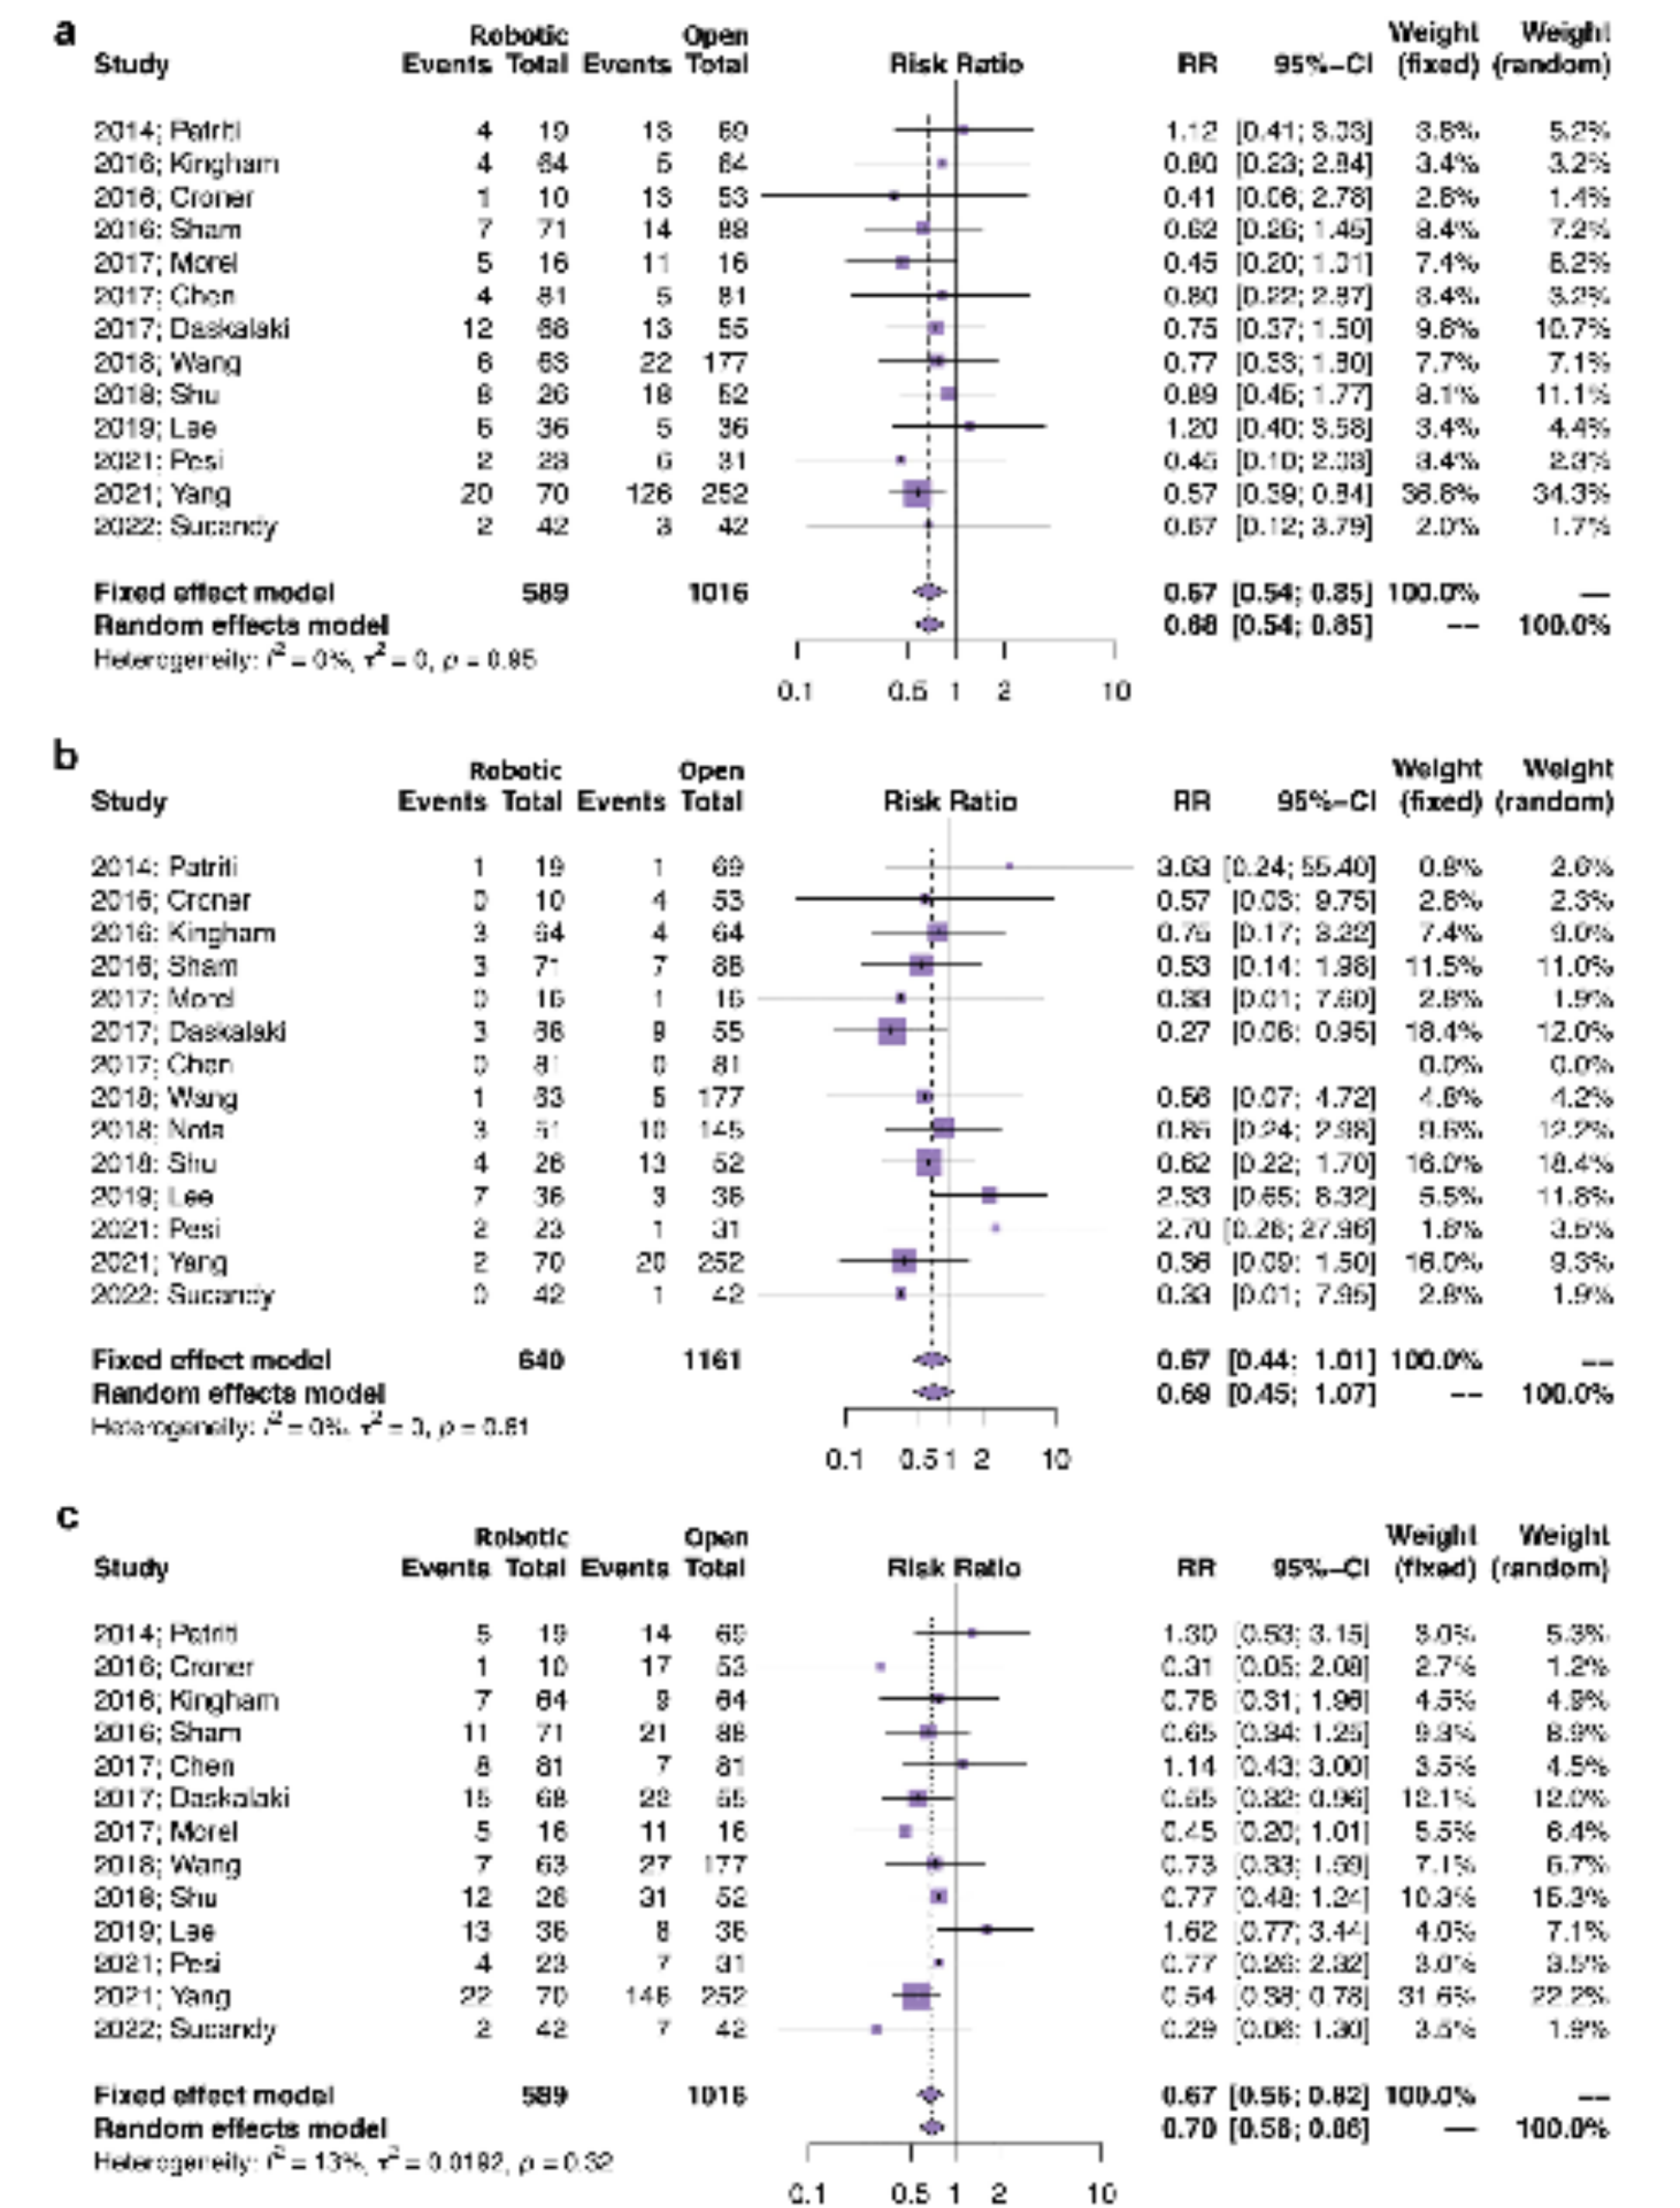 a
Robotic Open Weight Weight
Study Events Total Events Total Risk Ratio RR 95%-CI (fixed) (random)
2014; Patriti 4 19 13 69 1.12 [0.41; 3.03] 3.8% 5.2%
2016; Kingham 4 64 5 64 0.80 [0.23; 2.84] 3.4% 3.2%
2016; Croner 1 10 13 53 0.41 [0.06; 2.78] 2.8% 1.4%
2016; Sham 7 71 14 88 0.62 [0.26; 1.45] 8.4% 7.2%
2017; Morel 5 16 11 16 0.45 [0.20; 1.01] 7.4% 8.2%
2017; Chen 4 81 5 81 0.80 [0.22; 2.87] 3.4% 3.2%
2017; Daskalaki 12 68 13 55 0.75 [0.37; 1.50] 9.6% 10.7%
2018; Wang 6 63 22 177 0.77 [0.33; 1.80] 7.7% 7.1%
2018; Shu 8 26 18 52 0.89 [0.45; 1.77] 8.1% 11.1%
2019; Lee 6 36 5 36 1.20 [0.40; 3.58] 3.4% 4.4%
2021; Pesi 2 23 6 31 0.45 [0.10; 2.03] 3.4% 2.3%
2021; Yang 20 70 126 252 0.57 [0.39; 0.84] 36.8% 34.3%
2022; Sucandy 2 42 3 42 0.67 [0.12; 3.79] 2.0% 1.7%
Fixed effect model 589 1016 0.67 [0.54; 0.85] 100.0% --
Random effects model 0.68 [0.54; 0.85] -- 100.0%
Heterogeneity: I² = 0%, τ² = 0, p = 0.95
0.1 0.5 1 2 10
b
Robotic Open Weight Weight
Study Events Total Events Total Risk Ratio RR 95%-CI (fixed) (random)
2014; Patriti 1 19 1 69 3.63 [0.24; 55.40] 0.8% 2.6%
2016; Croner 0 10 4 53 0.57 [0.03; 9.75] 2.8% 2.3%
2016; Kingham 3 64 4 64 0.75 [0.17; 3.22] 7.4% 9.0%
2016; Sham 3 71 7 88 0.53 [0.14; 1.98] 11.5% 11.0%
2017; Morel 0 16 1 16 0.33 [0.01; 7.60] 2.8% 1.9%
2017; Daskalaki 3 68 9 55 0.27 [0.08; 0.95] 18.4% 12.0%
2017; Chen 0 81 0 81 0.0% 0.0%
2018; Wang 1 63 5 177 0.56 [0.07; 4.72] 4.8% 4.2%
2018; Nota 3 51 10 145 0.85 [0.24; 2.98] 9.6% 12.2%
2018; Shu 4 26 13 52 0.62 [0.22; 1.70] 16.0% 18.4%
2019; Lee 7 36 3 36 2.33 [0.65; 8.32] 5.5% 11.8%
2021; Pesi 2 23 1 31 2.70 [0.26; 27.96] 1.6% 3.5%
2021; Yang 2 70 20 252 0.36 [0.09; 1.50] 16.0% 9.3%
2022; Sucandy 0 42 1 42 0.33 [0.01; 7.95] 2.8% 1.9%
Fixed effect model 640 1161 0.67 [0.44; 1.01] 100.0% --
Random effects model 0.69 [0.45; 1.07] -- 100.0%
Heterogeneity: I² = 0%, τ² = 0, p = 0.61
0.1 0.5 1 2 10
c
Robotic Open Weight Weight
Study Events Total Events Total Risk Ratio RR 95%-CI (fixed) (random)
2014; Patriti 5 19 14 69 1.30 [0.53; 3.15] 3.0% 5.3%
2016; Croner 1 10 17 53 0.31 [0.05; 2.08] 2.7% 1.2%
2016; Kingham 7 64 9 64 0.78 [0.31; 1.96] 4.5% 4.9%
2016; Sham 11 71 21 88 0.65 [0.34; 1.25] 9.3% 8.9%
2017; Chen 8 81 7 81 1.14 [0.43; 3.00] 3.5% 4.5%
2017; Daskalaki 15 68 22 55 0.55 [0.32; 0.96] 12.1% 12.0%
2017; Morel 5 16 11 16 0.45 [0.20; 1.01] 5.5% 6.4%
2018; Wang 7 63 27 177 0.73 [0.33; 1.59] 7.1% 6.7%
2018; Shu 12 26 31 52 0.77 [0.48; 1.24] 10.3% 15.3%
2019; Lee 13 36 8 36 1.62 [0.77; 3.44] 4.0% 7.1%
2021; Pesi 4 23 7 31 0.77 [0.26; 2.32] 3.0% 3.5%
2021; Yang 22 70 146 252 0.54 [0.38; 0.78] 31.6% 22.2%
2022; Sucandy 2 42 7 42 0.29 [0.06; 1.30] 3.5% 1.9%
Fixed effect model 589 1016 0.67 [0.56; 0.82] 100.0% --
Random effects model 0.70 [0.58; 0.86] -- 100.0%
Heterogeneity: I² = 13%, τ² = 0.0192, p = 0.32
0.1 0.5 1 2 10